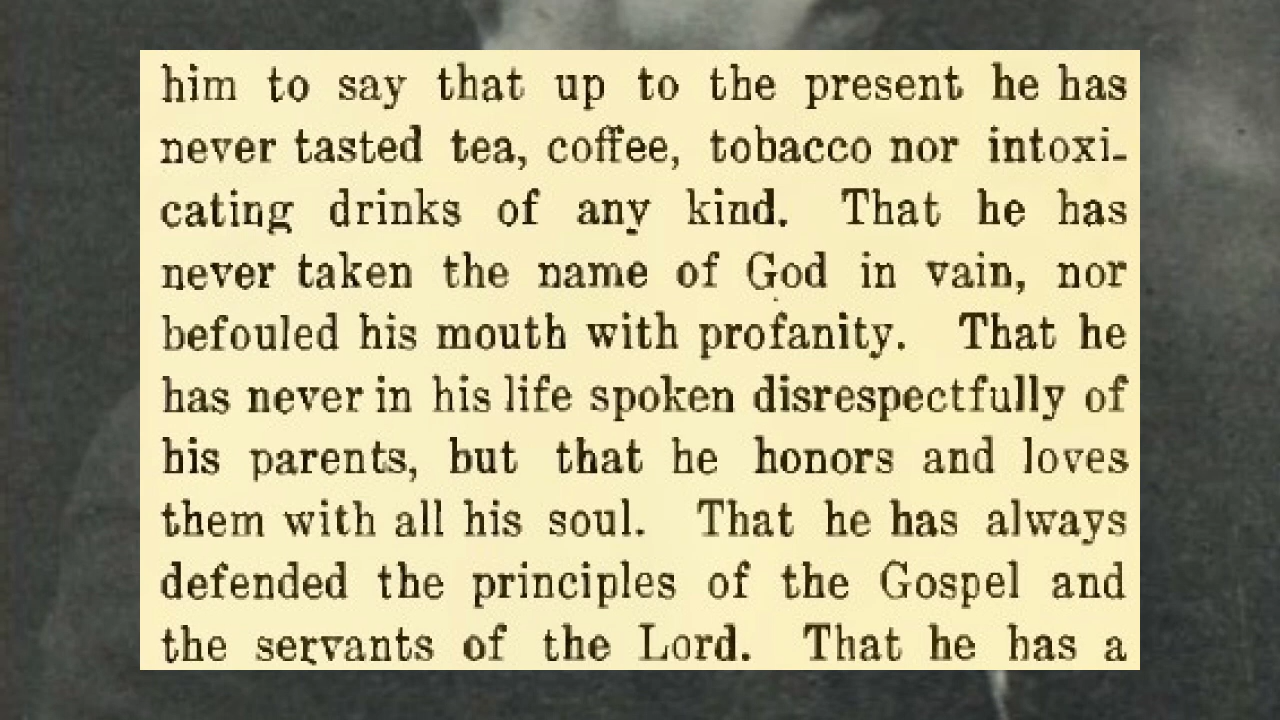 him to say that up to the present he has
never tasted tea, coffee, tobacco nor intoxi-
cating drinks of any kind. That he has
never taken the name of God in vain, nor
befouled his mouth with profanity. That he
has never in his life spoken disrespectfully of
his parents, but that he honors and loves
them with all his soul. That he has always
defended the principles of the Gospel and
the servants of the Lord. That he has a